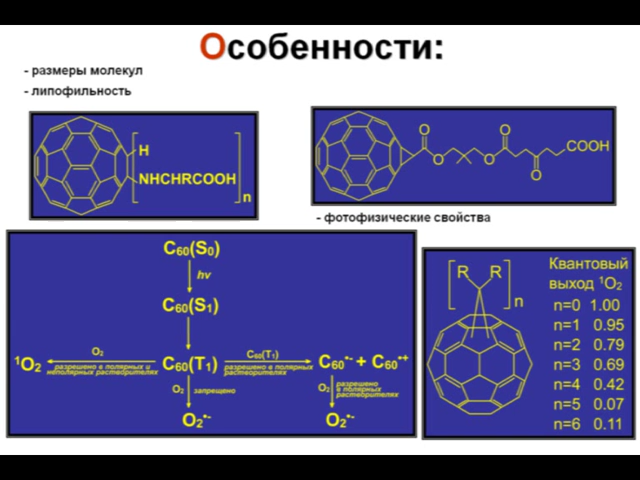 Особенности:
- размеры молекул
- липофильность
H
NHCHRCOOH
n
O
O
O
O
O
COOH
- фотофизические свойства
C60(S0)
hv
C60(S1)
O2
C60(T1)
¹O2
разрешено в полярных и
неполярных растворителях
C60(T1)
разрешено в полярных
растворителях
C60•- + C60•+
O2
запрещено
O2
разрешено
в полярных
растворителях
O2•-
O2•-
R R
n
Квантовый
выход ¹O2
n=0 1.00
n=1 0.95
n=2 0.79
n=3 0.69
n=4 0.42
n=5 0.07
n=6 0.11